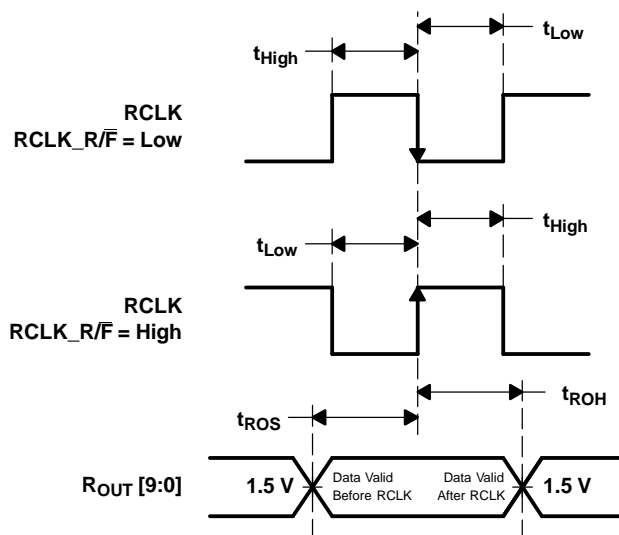 tLow
tHigh
RCLK
RCLK_R/F̅ = Low
tHigh
tLow
RCLK
RCLK_R/F̅ = High
tROH
tROS
ROUT [9:0]
1.5 V
Data Valid
Before RCLK
Data Valid
After RCLK
1.5 V